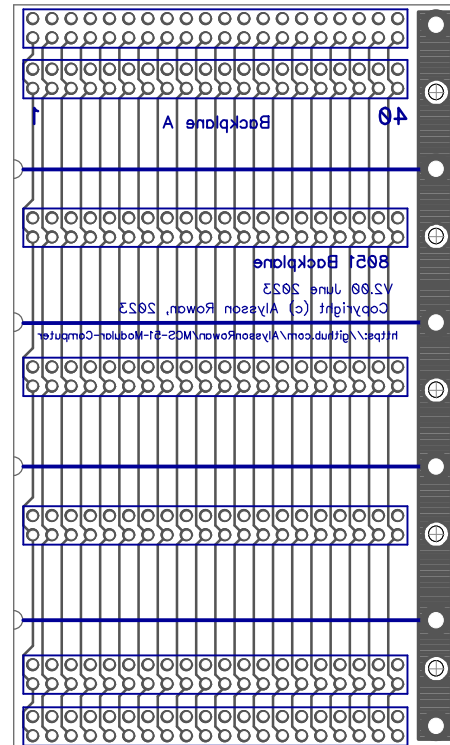 1
40
Backplane A
8051 Backplane
V2.00 June 2023
Copyright (c) Alysson Rowan, 2023
https://github.com/AlyssonRowan/MCS-51-Modular-Computer